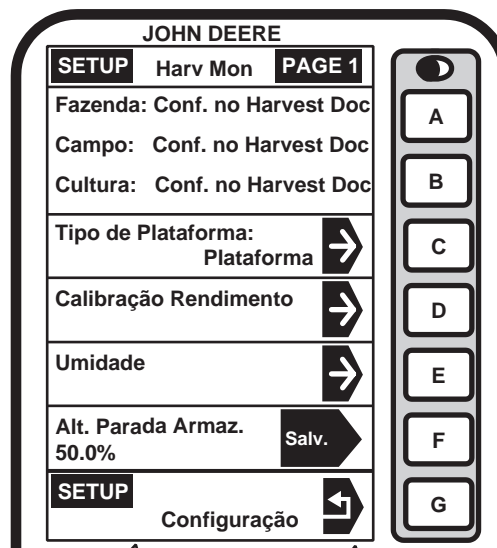 JOHN DEERE
SETUP Harv Mon PAGE 1
Fazenda: Conf. no Harvest Doc
Campo: Conf. no Harvest Doc
Cultura: Conf. no Harvest Doc
Tipo de Plataforma:
Plataforma
Calibração Rendimento
Umidade
Alt. Parada Armaz.
50.0%
Salv.
SETUP
Configuração
A
B
C
D
E
F
G